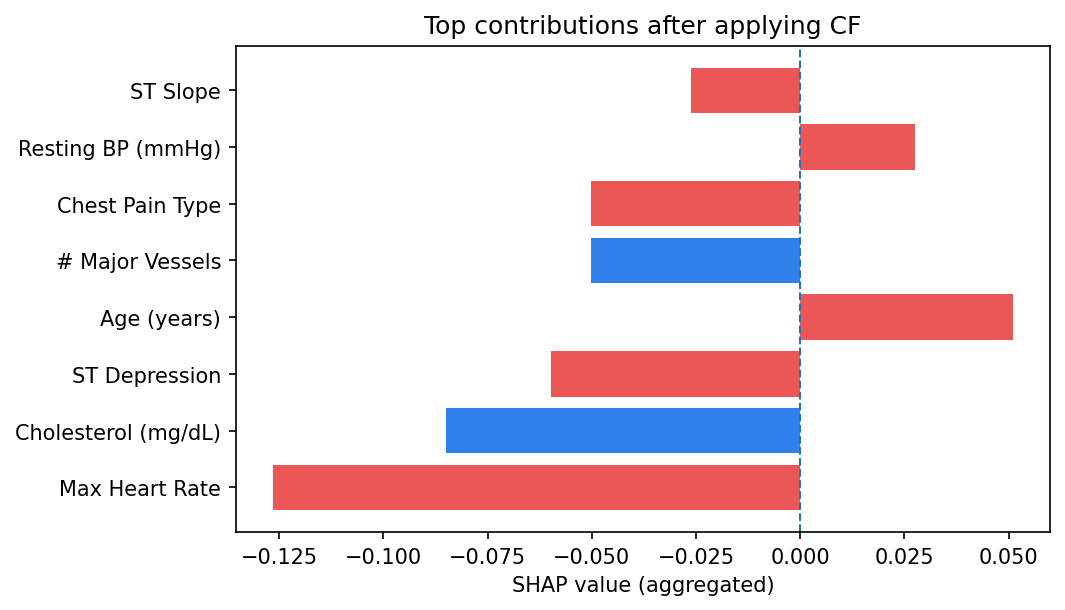 Top contributions after applying CF
ST Slope
Resting BP (mmHg)
Chest Pain Type
# Major Vessels
Age (years)
ST Depression
Cholesterol (mg/dL)
Max Heart Rate
−0.125 −0.100 −0.075 −0.050 −0.025 0.000 0.025 0.050
SHAP value (aggregated)